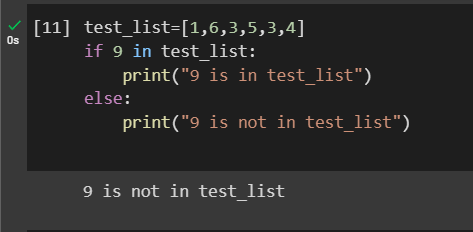 [11] test_list=[1,6,3,5,3,4]
0s if 9 in test_list:
print("9 is in test_list")
else:
print("9 is not in test_list")
9 is not in test_list